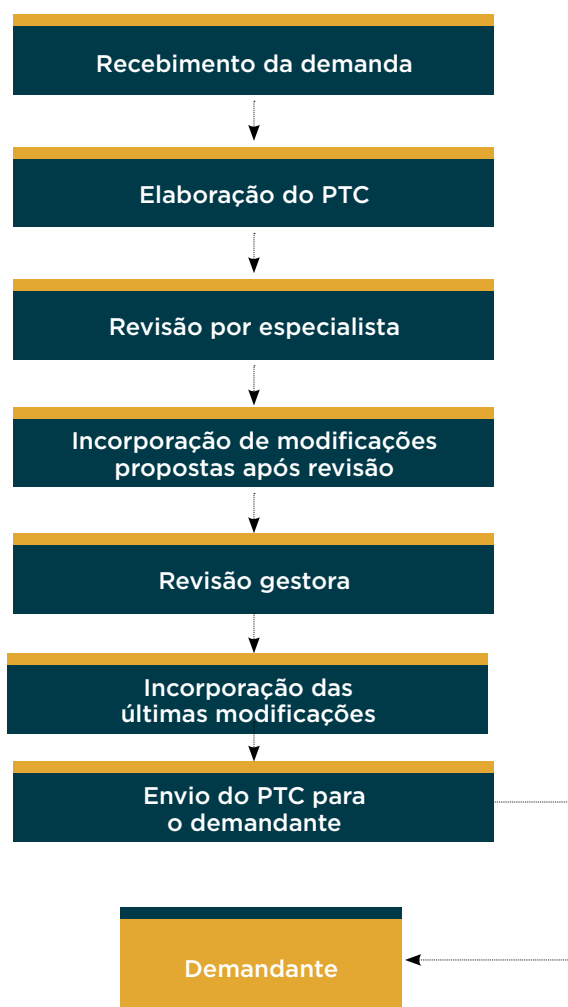 Recebimento da demanda
Elaboração do PTC
Revisão por especialista
Incorporação de modificações
propostas após revisão
Revisão gestora
Incorporação das
últimas modificações
Envio do PTC para
o demandante
Demandante